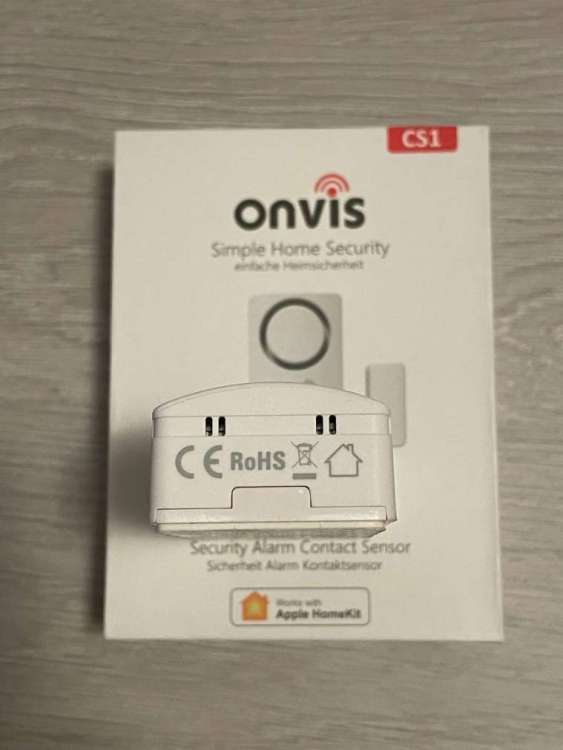 CS1
onvis
Simple Home Security
einfache Heimsicherheit
CE RoHS
Security Alarm Contact Sensor
Sicherheit Alarm Kontaktsensor
Works with
Apple HomeKit